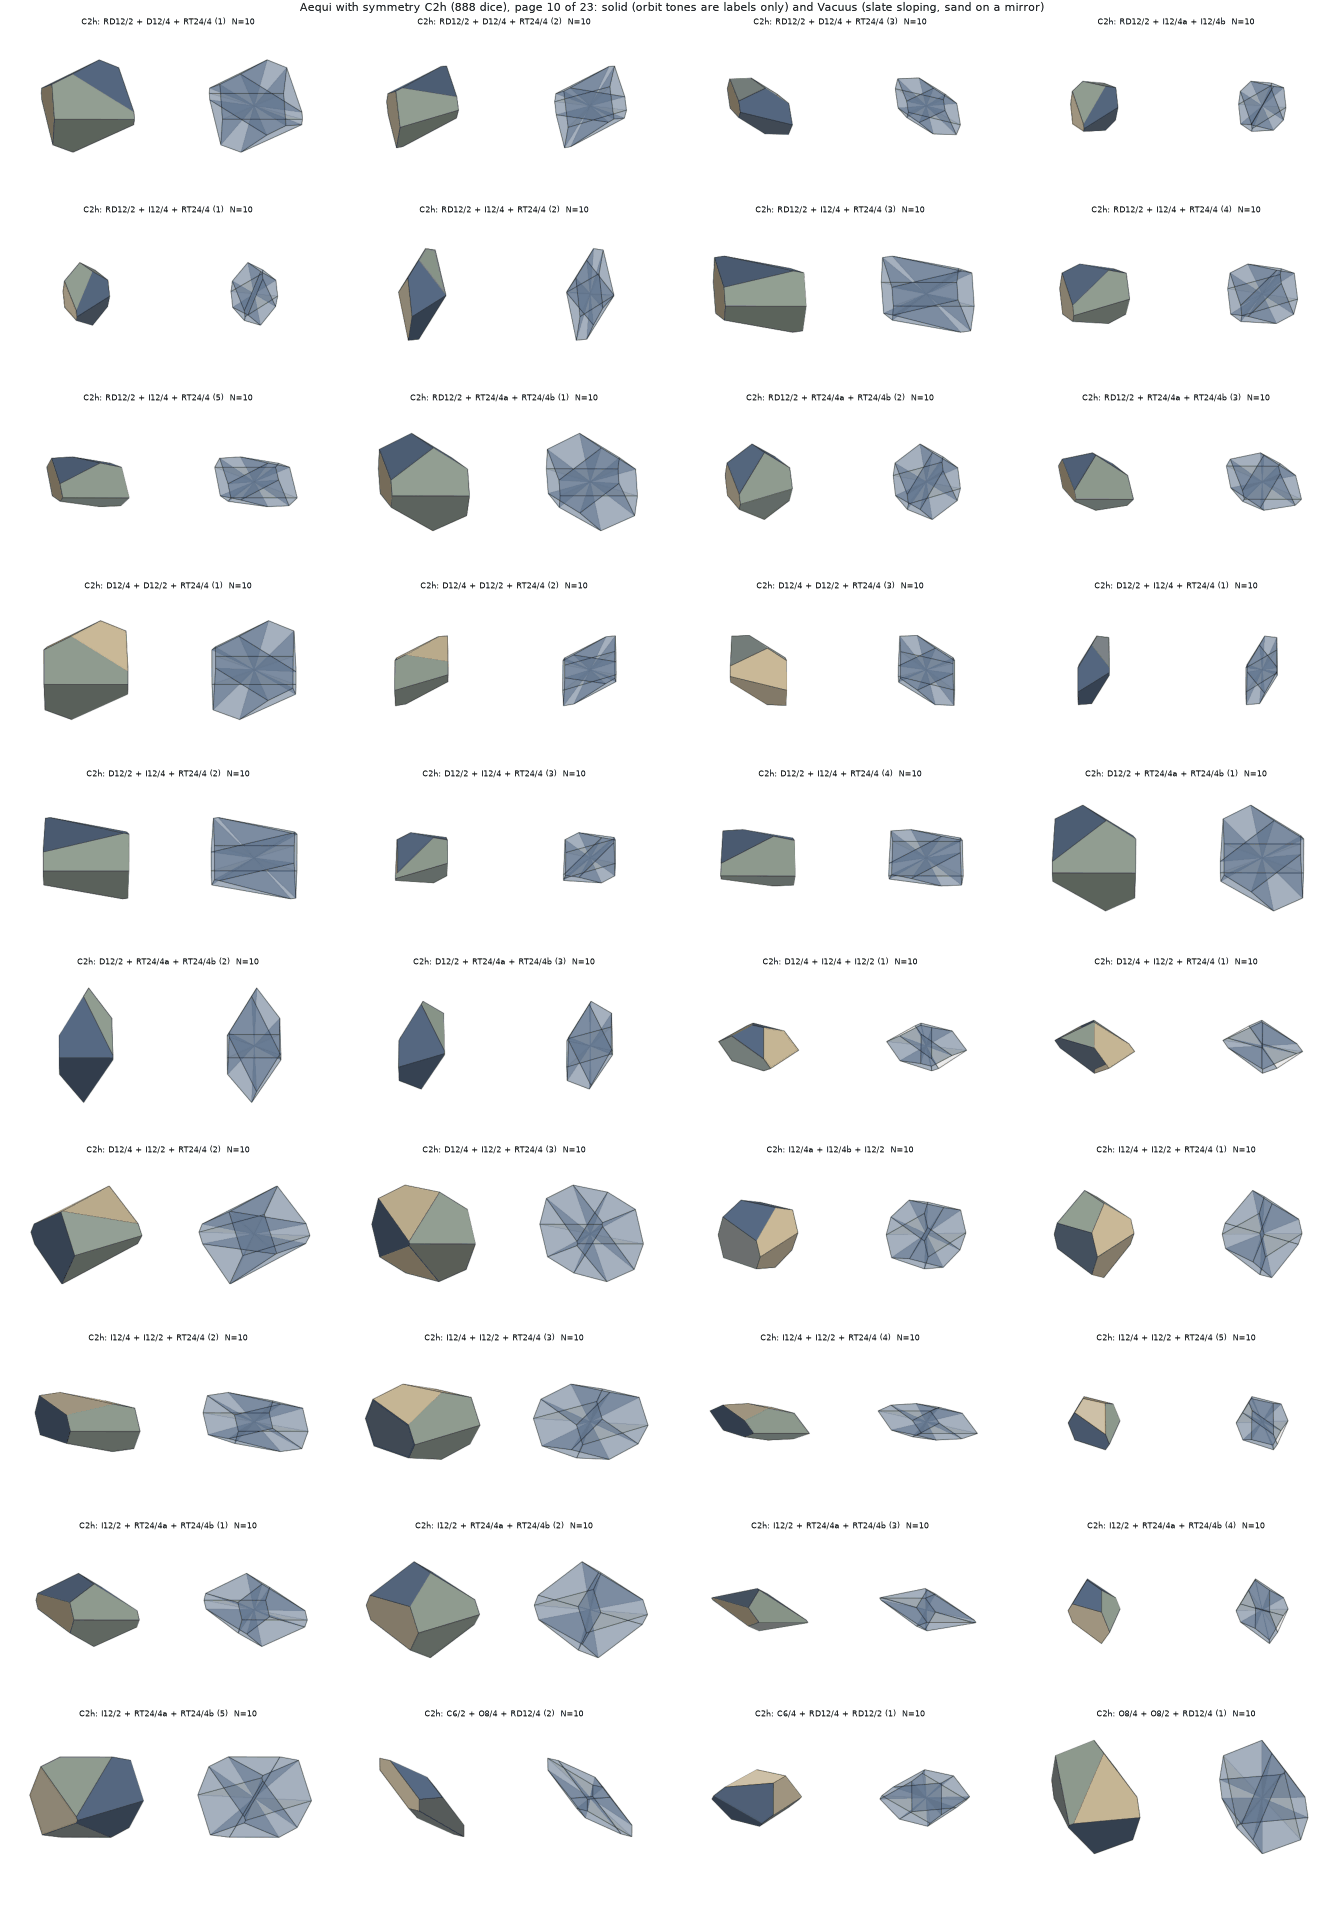 Aequi with symmetry C2h (888 dice), page 10 of 23: solid (orbit tones are labels only) and Vacuus (slate sloping, sand on a mirror)
C2h: RD12/2 + D12/4 + RT24/4 (1)  N=10
C2h: RD12/2 + D12/4 + RT24/4 (2)  N=10
C2h: RD12/2 + D12/4 + RT24/4 (3)  N=10
C2h: RD12/2 + I12/4a + I12/4b  N=10
C2h: RD12/2 + I12/4 + RT24/4 (1)  N=10
C2h: RD12/2 + I12/4 + RT24/4 (2)  N=10
C2h: RD12/2 + I12/4 + RT24/4 (3)  N=10
C2h: RD12/2 + I12/4 + RT24/4 (4)  N=10
C2h: RD12/2 + I12/4 + RT24/4 (5)  N=10
C2h: RD12/2 + RT24/4a + RT24/4b (1)  N=10
C2h: RD12/2 + RT24/4a + RT24/4b (2)  N=10
C2h: RD12/2 + RT24/4a + RT24/4b (3)  N=10
C2h: D12/4 + D12/2 + RT24/4 (1)  N=10
C2h: D12/4 + D12/2 + RT24/4 (2)  N=10
C2h: D12/4 + D12/2 + RT24/4 (3)  N=10
C2h: D12/2 + I12/4 + RT24/4 (1)  N=10
C2h: D12/2 + I12/4 + RT24/4 (2)  N=10
C2h: D12/2 + I12/4 + RT24/4 (3)  N=10
C2h: D12/2 + I12/4 + RT24/4 (4)  N=10
C2h: D12/2 + RT24/4a + RT24/4b (1)  N=10
C2h: D12/2 + RT24/4a + RT24/4b (2)  N=10
C2h: D12/2 + RT24/4a + RT24/4b (3)  N=10
C2h: D12/4 + I12/4 + I12/2 (1)  N=10
C2h: D12/4 + I12/2 + RT24/4 (1)  N=10
C2h: D12/4 + I12/2 + RT24/4 (2)  N=10
C2h: D12/4 + I12/2 + RT24/4 (3)  N=10
C2h: I12/4a + I12/4b + I12/2  N=10
C2h: I12/4 + I12/2 + RT24/4 (1)  N=10
C2h: I12/4 + I12/2 + RT24/4 (2)  N=10
C2h: I12/4 + I12/2 + RT24/4 (3)  N=10
C2h: I12/4 + I12/2 + RT24/4 (4)  N=10
C2h: I12/4 + I12/2 + RT24/4 (5)  N=10
C2h: I12/2 + RT24/4a + RT24/4b (1)  N=10
C2h: I12/2 + RT24/4a + RT24/4b (2)  N=10
C2h: I12/2 + RT24/4a + RT24/4b (3)  N=10
C2h: I12/2 + RT24/4a + RT24/4b (4)  N=10
C2h: I12/2 + RT24/4a + RT24/4b (5)  N=10
C2h: C6/2 + O8/4 + RD12/4 (2)  N=10
C2h: C6/4 + RD12/4 + RD12/2 (1)  N=10
C2h: O8/4 + O8/2 + RD12/4 (1)  N=10